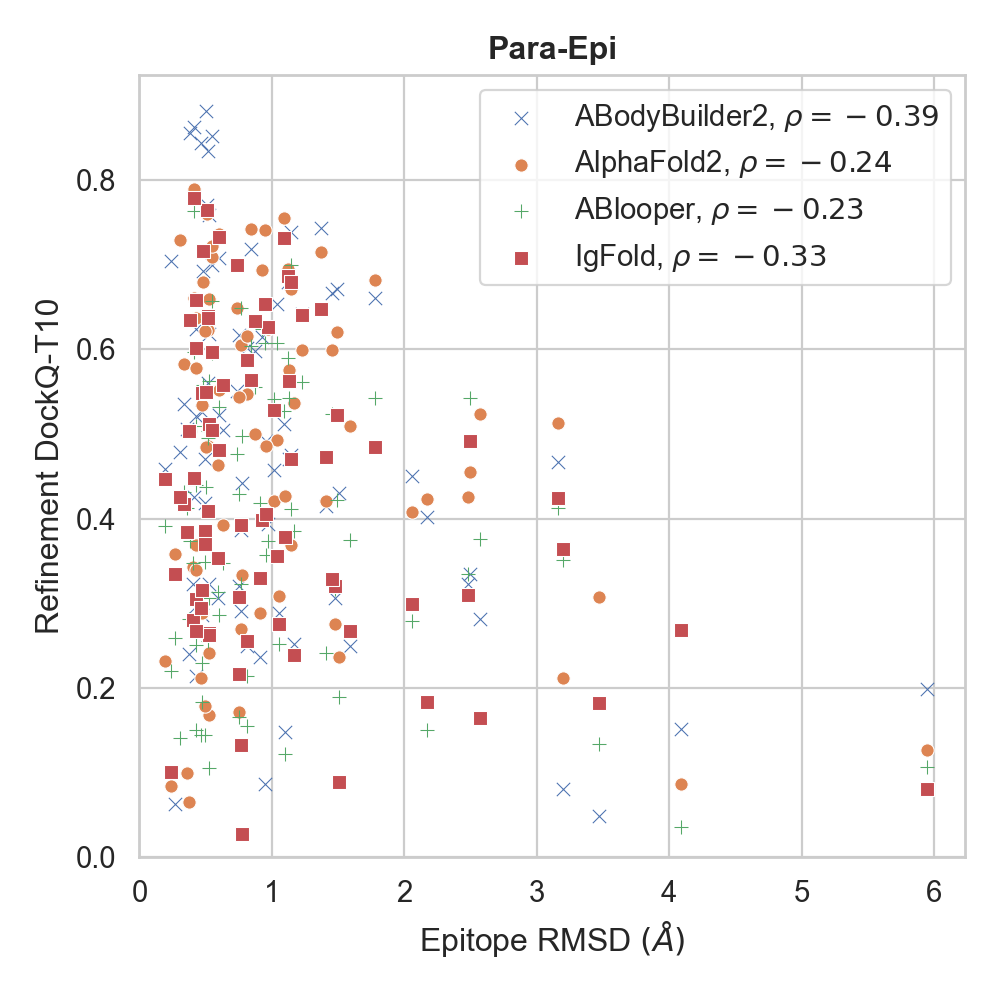 Para-Epi
ABodyBuilder2, ρ = −0.39
AlphaFold2, ρ = −0.24
ABlooper, ρ = −0.23
IgFold, ρ = −0.33
Refinement DockQ-T10
0.8
0.6
0.4
0.2
0.0
0 1 2 3 4 5 6
Epitope RMSD (Å)